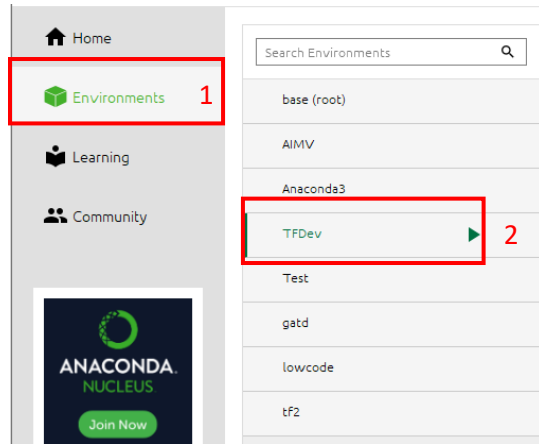 Home
Environments
1
Learning
Community
ANACONDA.
NUCLEUS
Join Now
Search Environments
base (root)
AIMV
Anaconda3
TFDev
2
Test
gatd
lowcode
tf2